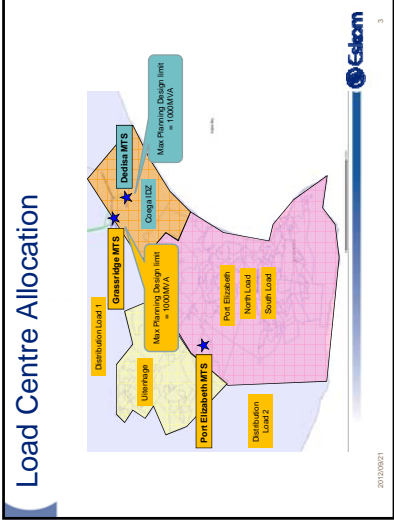 Load Centre Allocation
Distribution Load 1
Grassridge MTS
Dedisa MTS
Max Planning Design limit
= 1000MVA
Coega IDZ
Max Planning Design limit
= 1000MVA
Uitenhage
Port Elizabeth MTS
Port Elizabeth
North Load
South Load
Distribution
Load 2
2012/09/21
Eskom
3